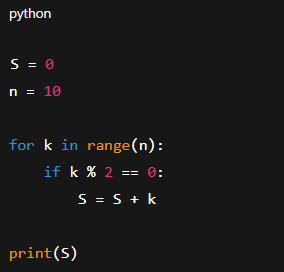 python
S = 0
n = 10
for k in range(n):
    if k % 2 == 0:
        S = S + k
print(S)